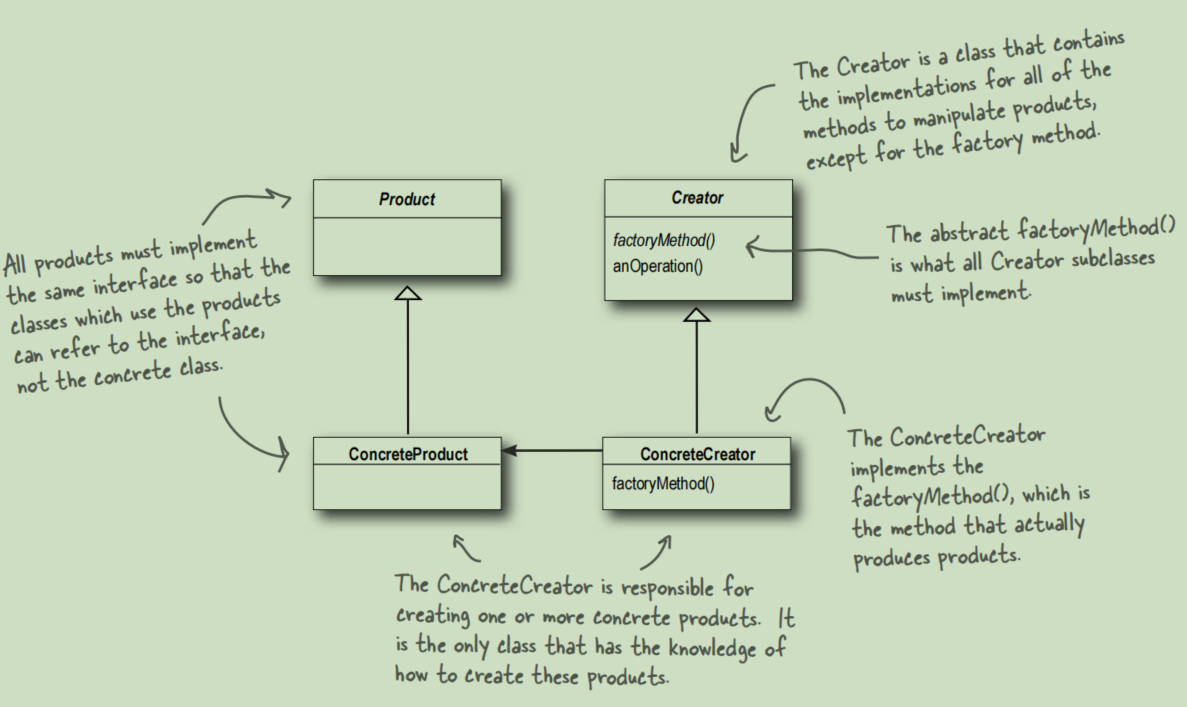 The Creator is a class that contains
the implementations for all of the
methods to manipulate products,
except for the factory method.
Product
Creator
factoryMethod()
anOperation()
The abstract factoryMethod()
is what all Creator subclasses
must implement.
All products must implement
the same interface so that the
classes which use the products
can refer to the interface,
not the concrete class.
ConcreteProduct
ConcreteCreator
factoryMethod()
The ConcreteCreator
implements the
factoryMethod(), which is
the method that actually
produces products.
The ConcreteCreator is responsible for
creating one or more concrete products. It
is the only class that has the knowledge of
how to create these products.